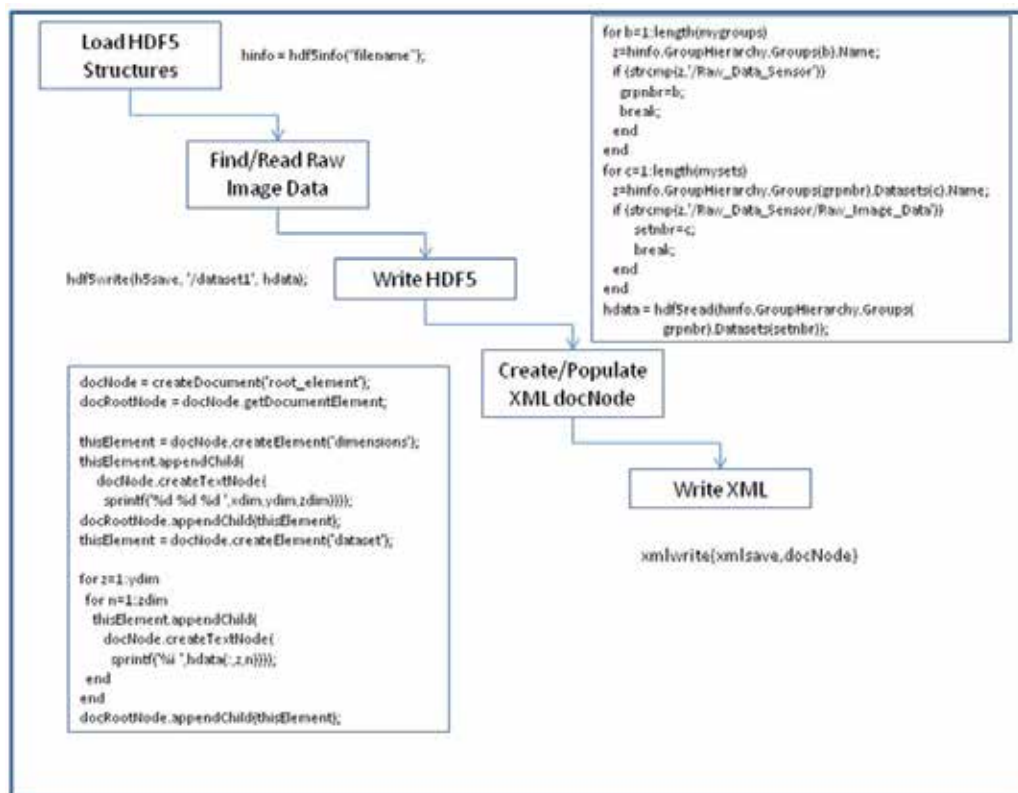 Load HDF5
Structures
hinfo = hdf5info("filename");
for b=1:length(mygroups)
z=hinfo.GroupHierarchy.Groups(b).Name;
if (strcmp(z,'/Raw_Data_Sensor'))
grpnbr=b;
break;
end
end
for c=1:length(mysets)
z=hinfo.GroupHierarchy.Groups(grpnbr).Datasets(c).Name;
if (strcmp(z,'/Raw_Data_Sensor/Raw_Image_Data'))
setnbr=c;
break;
end
end
hdata = hdf5read(hinfo.GroupHierarchy.Groups(
grpnbr).Datasets(setnbr));
Find/Read Raw
Image Data
Write HDF5
hdf5write(h5save, '/dataset1', hdata);
Create/Populate
XML docNode
docNode = createDocument('root_element');
docRootNode = docNode.getDocumentElement;
thisElement = docNode.createElement('dimensions');
thisElement.appendChild(
docNode.createTextNode(
sprintf('%d %d %d ',xdim,ydim,zdim))));
docRootNode.appendChild(thisElement);
thisElement = docNode.createElement('dataset');
for z=1:ydim
for n=1:zdim
thisElement.appendChild(
docNode.createTextNode(
sprintf('%i ',hdata(:,z,n))));
end
end
docRootNode.appendChild(thisElement);
Write XML
xmlwrite(xmlsave,docNode)